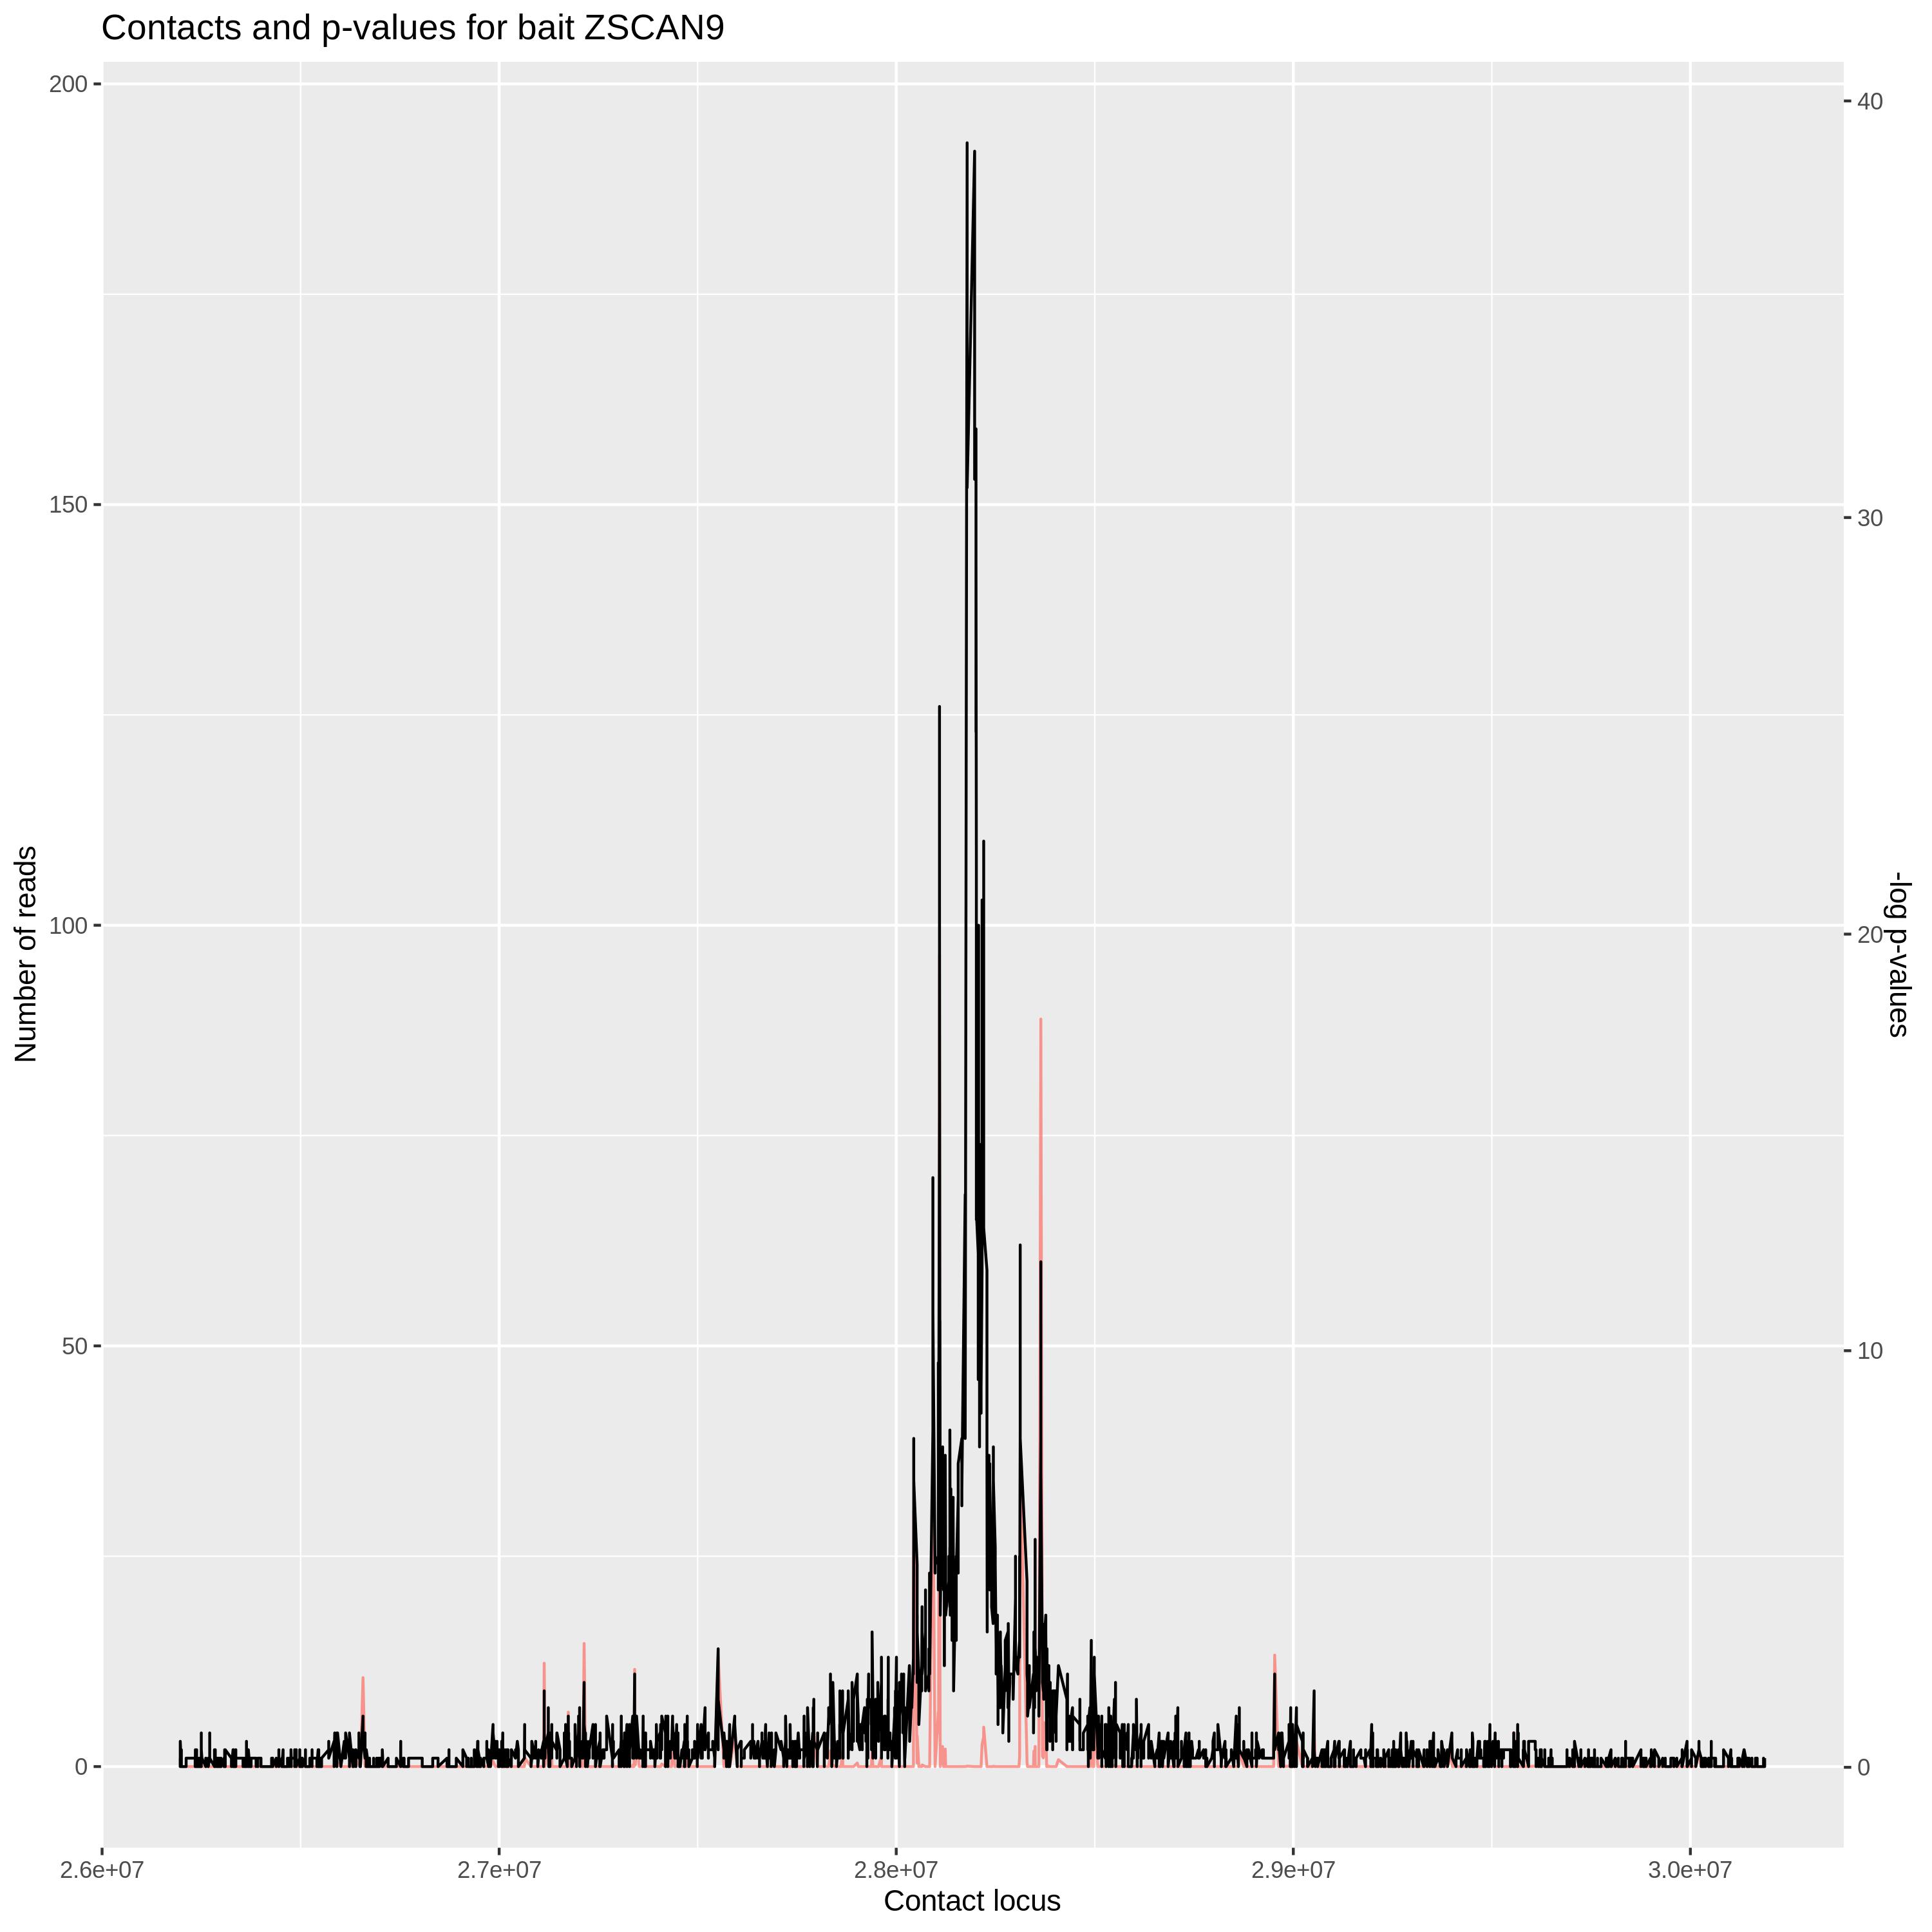 Contacts and p-values for bait ZSCAN9
200
150
100
50
0
Number of reads
40
30
20
10
0
-log p-values
2.6e+07
2.7e+07
2.8e+07
2.9e+07
3.0e+07
Contact locus